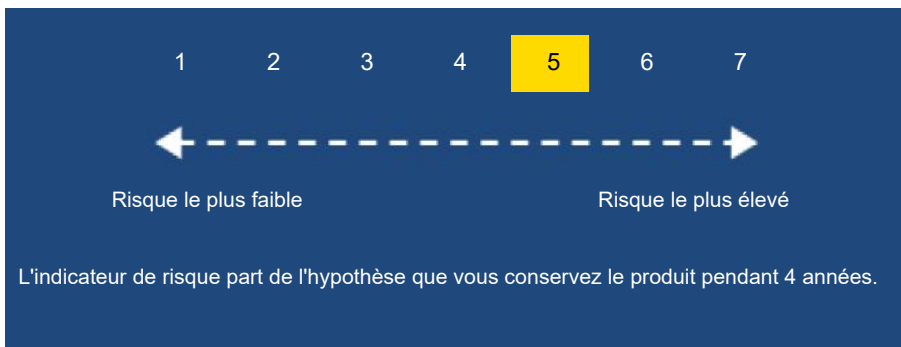 1 2 3 4 5 6 7
Risque le plus faible Risque le plus élevé
L'indicateur de risque part de l'hypothèse que vous conservez le produit pendant 4 années.